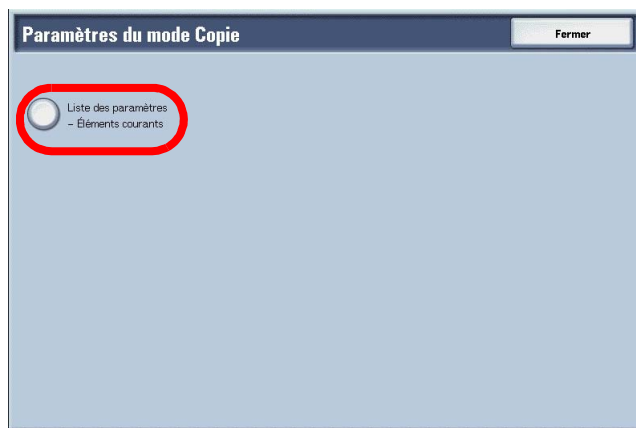 Paramètres du mode Copie
Fermer
Liste des paramètres
– Éléments courants